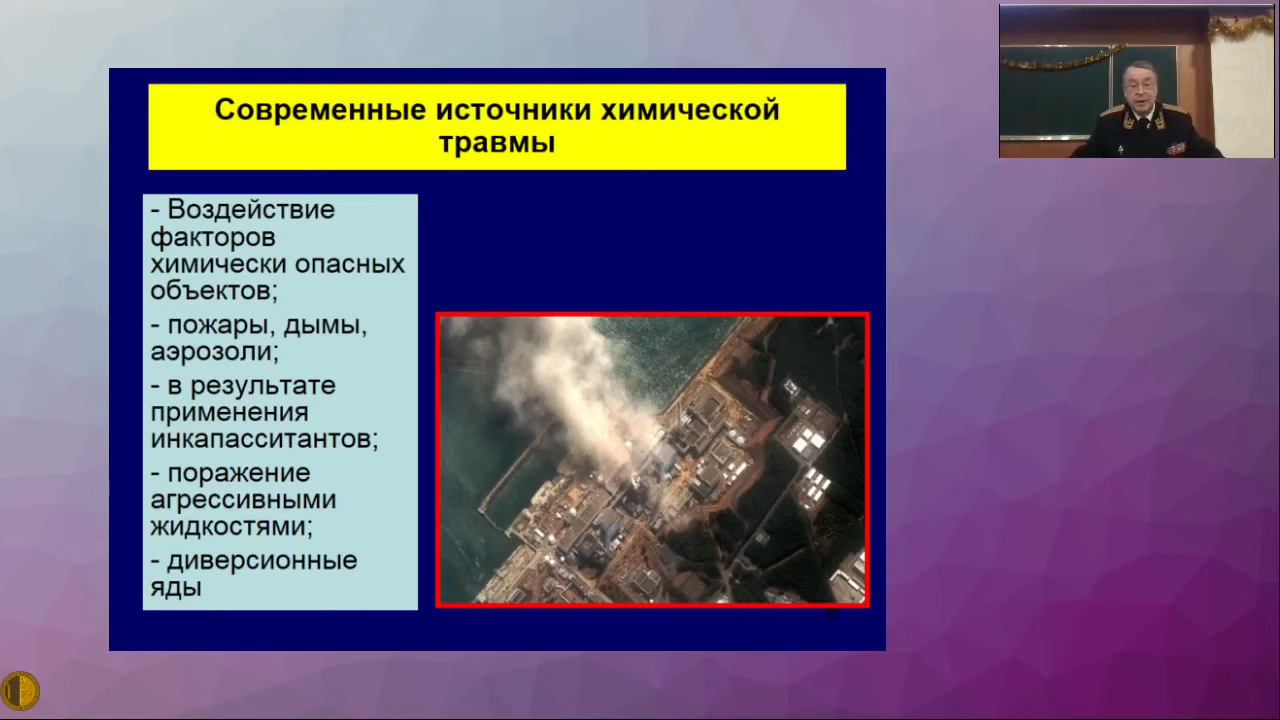 Современные источники химической
травмы
- Воздействие
факторов
химически опасных
объектов;
- пожары, дымы,
аэрозоли;
- в результате
применения
инкапасситантов;
- поражение
агрессивными
жидкостями;
- диверсионные
яды